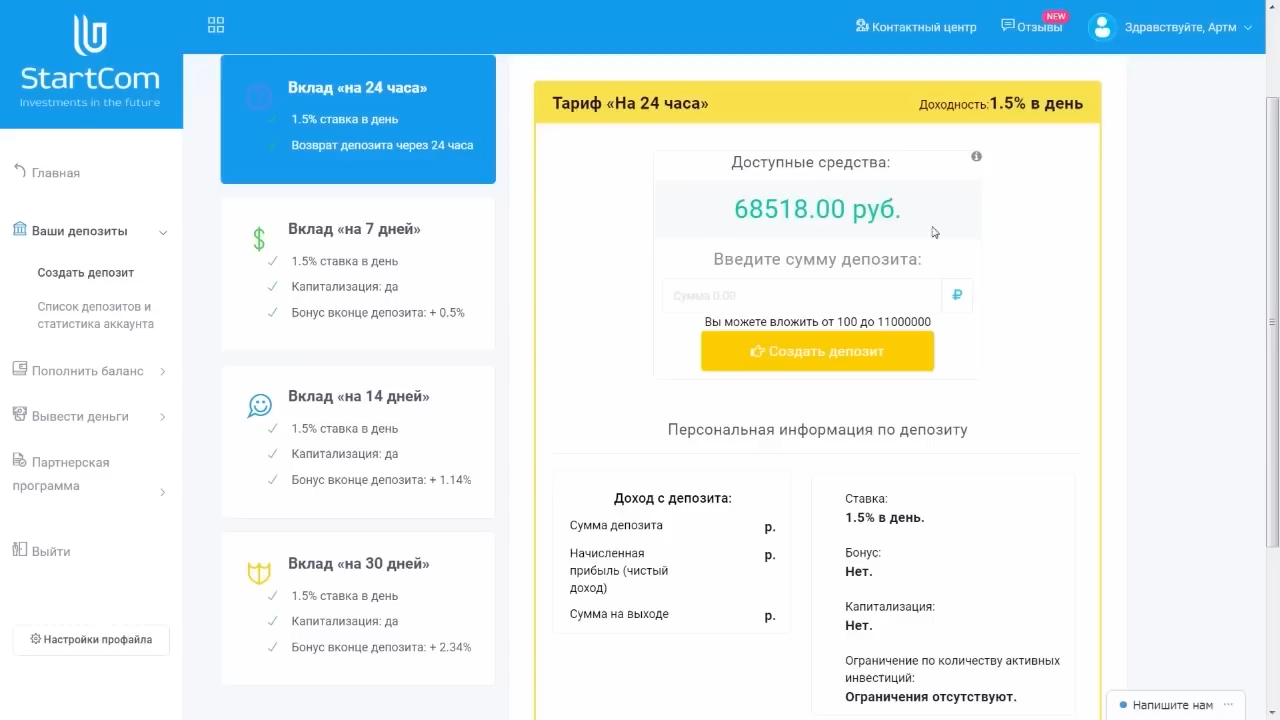 StartCom
Investments in the future
Контактный центр
Отзывы
NEW
Здравствуйте, Артм
Главная
Ваши депозиты
Создать депозит
Список депозитов и
статистика аккаунта
Пополнить баланс
Вывести деньги
Партнерская
программа
Выйти
Настройки профайла
Вклад «на 24 часа»
1.5% ставка в день
Возврат депозита через 24 часа
Вклад «на 7 дней»
1.5% ставка в день
Капитализация: да
Бонус вконце депозита: + 0.5%
Вклад «на 14 дней»
1.5% ставка в день
Капитализация: да
Бонус вконце депозита: + 1.14%
Вклад «на 30 дней»
1.5% ставка в день
Капитализация: да
Бонус вконце депозита: + 2.34%
Тариф «На 24 часа»
Доходность:1.5% в день
Доступные средства:
68518.00 руб.
Введите сумму депозита:
Сумма 0.00
₽
Вы можете вложить от 100 до 11000000
Создать депозит
Персональная информация по депозиту
Доход с депозита:
Сумма депозита р.
Начисленная р.
прибыль (чистый
доход)
Сумма на выходе р.
Ставка:
1.5% в день.
Бонус:
Нет.
Капитализация:
Нет.
Ограничение по количеству активных
инвестиций:
Ограничения отсутствуют.
Напишите нам